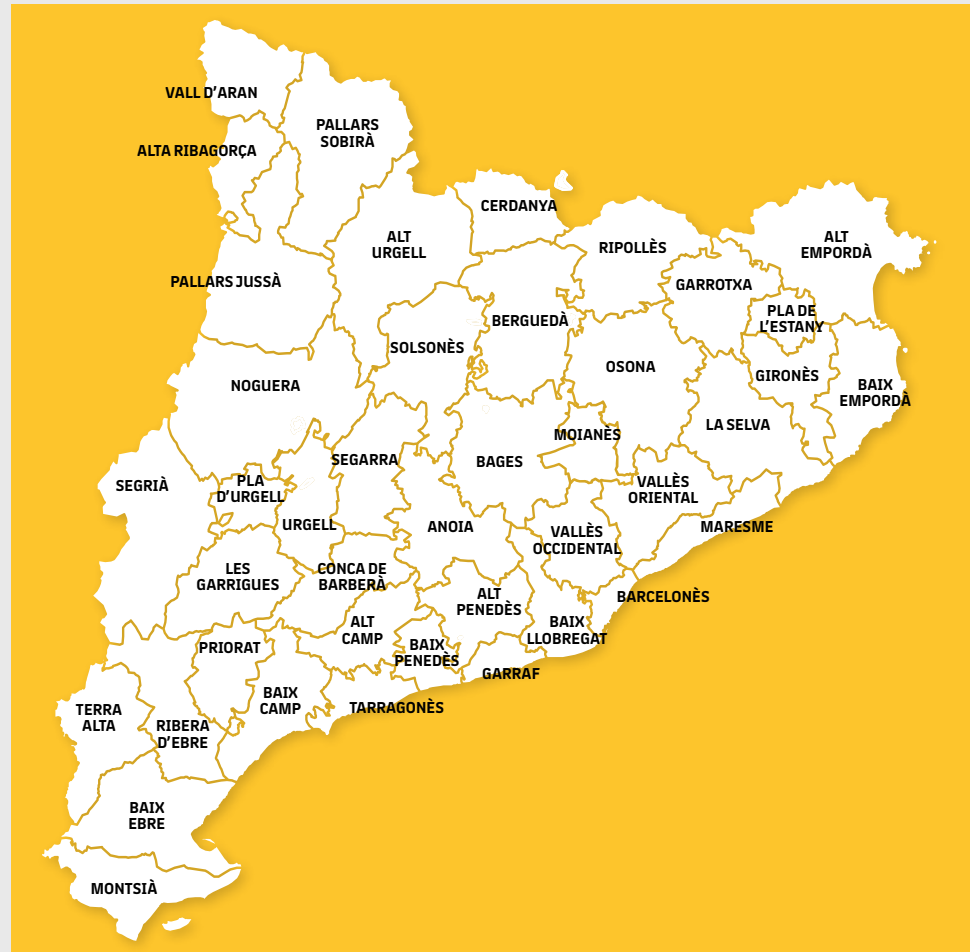 VALL D'ARAN
PALLARS
SOBIRÀ
ALTA RIBAGORÇA
CERDANYA
ALT
URGELL
RIPOLLÈS
ALT
EMPORDÀ
PALLARS JUSSÀ
GARROTXA
PLA DE
L'ESTANY
BERGUEDÀ
SOLSONÈS
OSONA
GIRONÈS
NOGUERA
BAIX
EMPORDÀ
LA SELVA
MOIANÈS
SEGARRA
BAGES
SEGRIÀ
PLA
D'URGELL
VALLÈS
ORIENTAL
URGELL
ANOIA
MARESME
VALLÈS
OCCIDENTAL
LES
GARRIGUES
CONCA DE
BARBERÀ
ALT
PENEDÈS
BARCELONÈS
ALT
CAMP
BAIX
LLOBREGAT
PRIORAT
BAIX
PENEDÈS
GARRAF
BAIX
CAMP
TARRAGONÈS
TERRA
ALTA
RIBERA
D'EBRE
BAIX
EBRE
MONTSIÀ